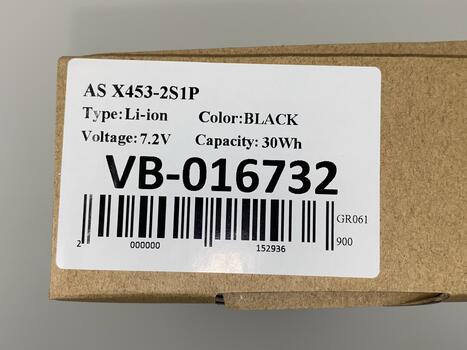 AS X453-2S1P
Type:Li-ion Color:BLACK
Voltage:7.2V Capacity:30Wh
VB-016732
GR061
900
2 000000 152936